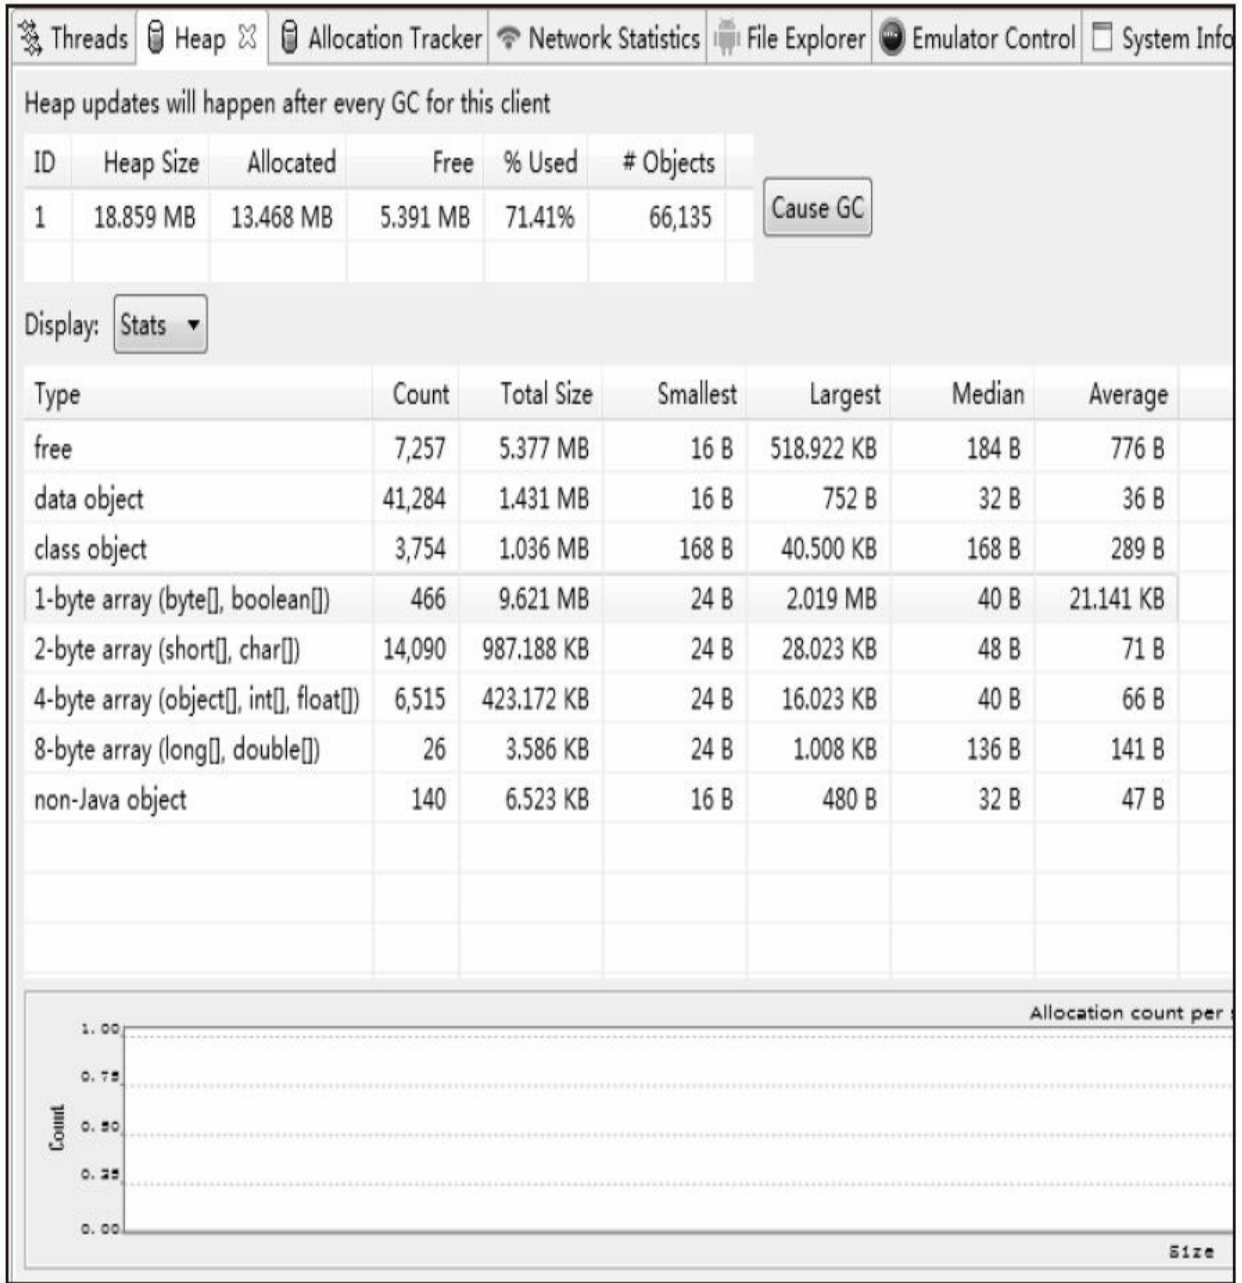 Threads Heap Allocation Tracker Network Statistics File Explorer Emulator Control System Info
Heap updates will happen after every GC for this client
ID Heap Size Allocated Free % Used # Objects
1 18.859 MB 13.468 MB 5.391 MB 71.41% 66,135 Cause GC
Display: Stats
Type Count Total Size Smallest Largest Median Average
free 7,257 5.377 MB 16 B 518.922 KB 184 B 776 B
data object 41,284 1.431 MB 16 B 752 B 32 B 36 B
class object 3,754 1.036 MB 168 B 40.500 KB 168 B 289 B
1-byte array (byte[], boolean[]) 466 9.621 MB 24 B 2.019 MB 40 B 21.141 KB
2-byte array (short[], char[]) 14,090 987.188 KB 24 B 28.023 KB 48 B 71 B
4-byte array (object[], int[], float[]) 6,515 423.172 KB 24 B 16.023 KB 40 B 66 B
8-byte array (long[], double[]) 26 3.586 KB 24 B 1.008 KB 136 B 141 B
non-Java object 140 6.523 KB 16 B 480 B 32 B 47 B
Allocation count per
1.00
0.75
Count
0.50
0.25
0.00
Size